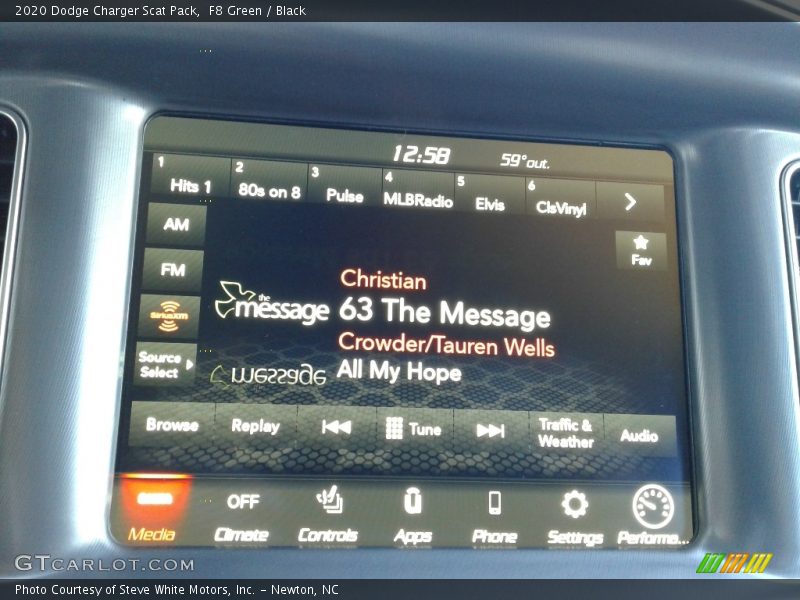 2020 Dodge Charger Scat Pack, F8 Green / Black
12:58 59° out.
1 Hits 1
2 80s on 8
3 Pulse
4 MLBRadio
5 Elvis
6 ClsVinyl
AM
FM
SiriusXM
Source Select
Fav
the message
Christian
63 The Message
Crowder/Tauren Wells
All My Hope
message
Browse
Replay
Tune
Traffic & Weather
Audio
Media
OFF
Climate
Controls
Apps
Phone
Settings
Performa...
GTCARLOT.COM
Photo Courtesy of Steve White Motors, Inc. – Newton, NC